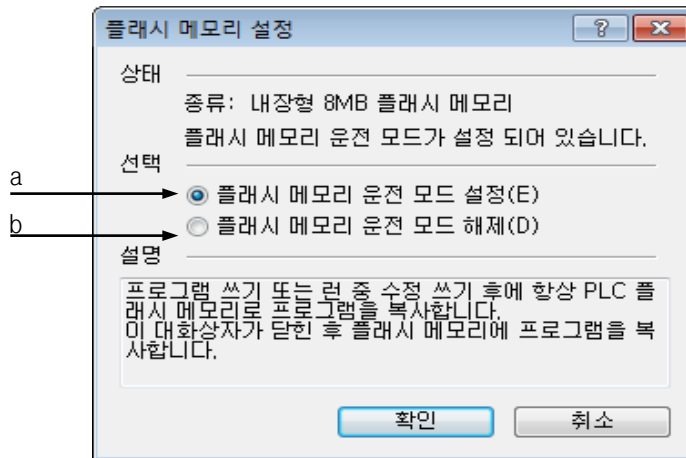 플래시 메모리 설정
상태
종류: 내장형 8MB 플래시 메모리
플래시 메모리 운전 모드가 설정 되어 있습니다.
선택
a
플래시 메모리 운전 모드 설정(E)
b
플래시 메모리 운전 모드 해제(D)
설명
프로그램 쓰기 또는 런 중 수정 쓰기 후에 항상 PLC 플
래시 메모리로 프로그램을 복사합니다.
이 대화상자가 닫힌 후 플래시 메모리에 프로그램을 복
사합니다.
확인
취소